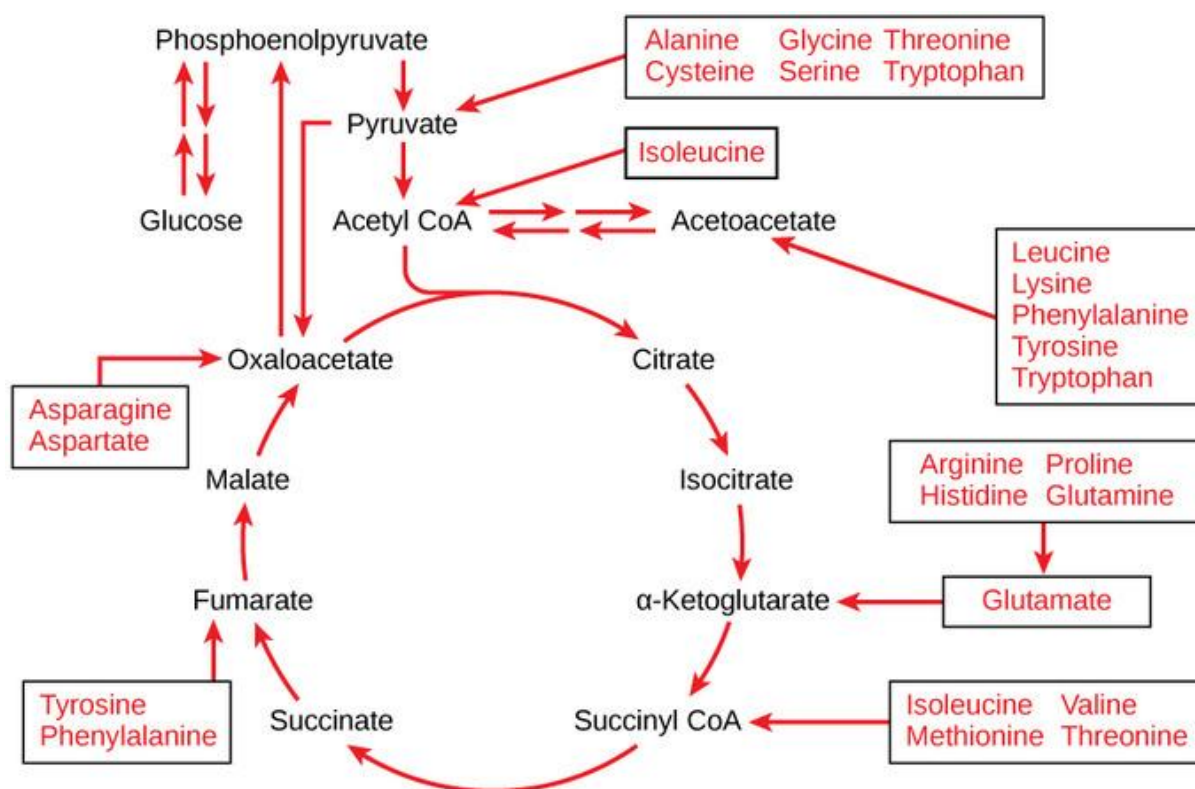 Phosphoenolpyruvate
Alanine Glycine Threonine
Cysteine Serine Tryptophan
Pyruvate
Isoleucine
Glucose
Acetyl CoA
Acetoacetate
Leucine
Lysine
Phenylalanine
Tyrosine
Tryptophan
Oxaloacetate
Citrate
Asparagine
Aspartate
Malate
Isocitrate
Arginine Proline
Histidine Glutamine
Fumarate
α-Ketoglutarate
Glutamate
Tyrosine
Phenylalanine
Succinate
Succinyl CoA
Isoleucine Valine
Methionine Threonine